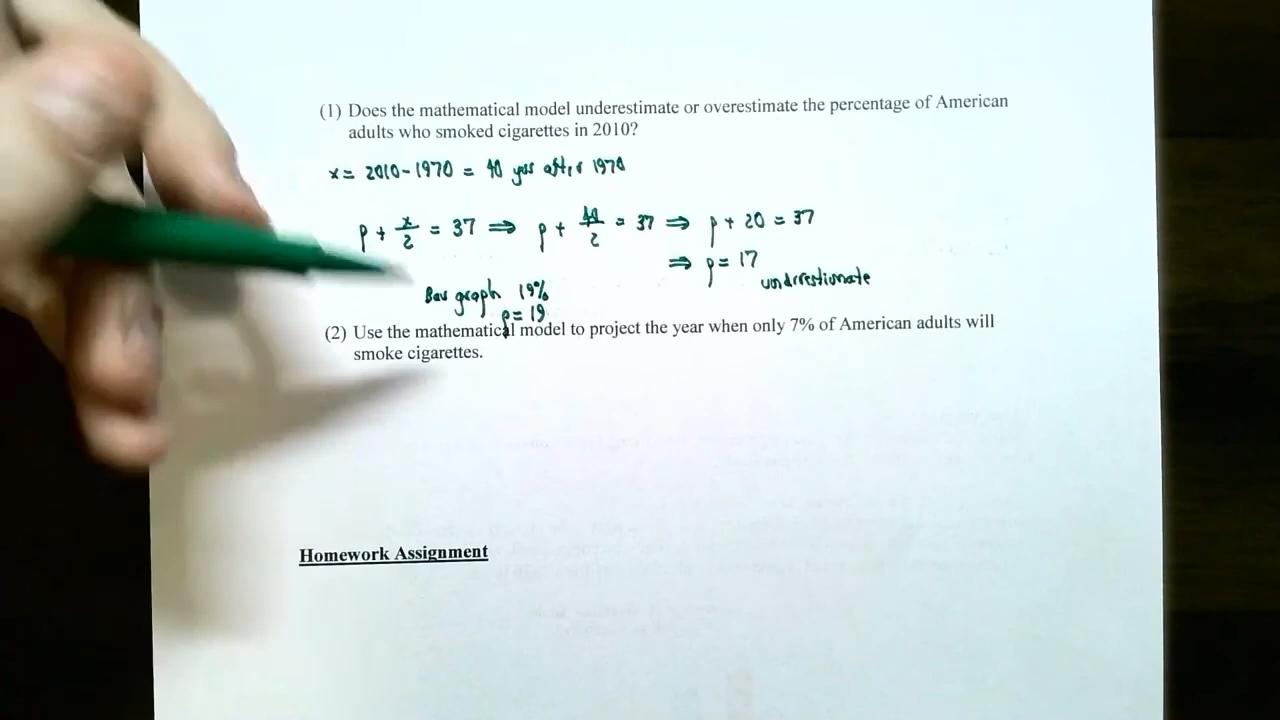 (1) Does the mathematical model underestimate or overestimate the percentage of American
adults who smoked cigarettes in 2010?
x = 2010 - 1970 = 40 yrs after 1970
p + x/2 = 37 ⇒ p + 40/2 = 37 ⇒ p + 20 = 37
⇒ p = 17
underestimate
Bar graph 19%
p = 19
(2) Use the mathematical model to project the year when only 7% of American adults will
smoke cigarettes.
Homework Assignment